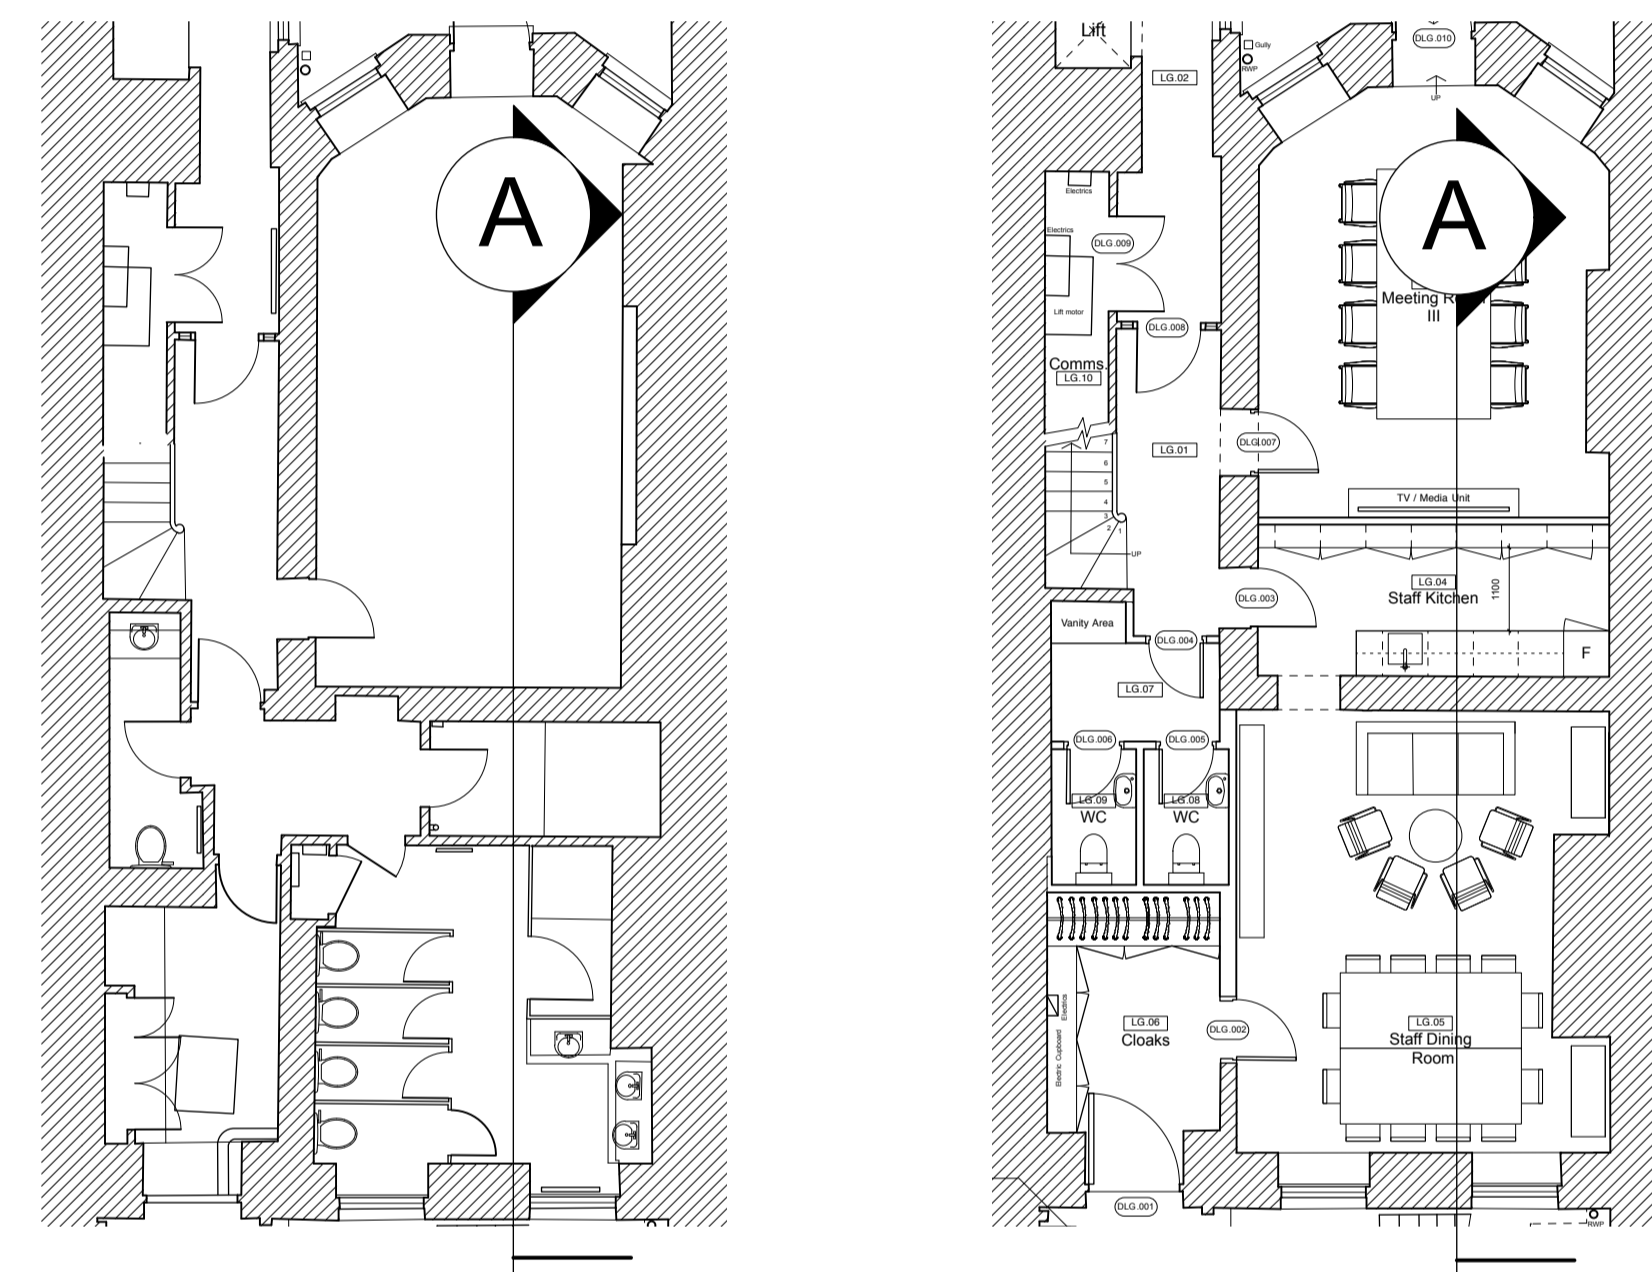 A
Lift
DLG.010
Gully
RWP
LG.02
UP
Electrics
A
Electrics
DLG.009
Meeting
III
Lift motor
DLG.008
Comms.
LG.10
7
6
5
4
3
2
1
UP
LG.01
DLG.007
TV / Media Unit
LG.04
Staff Kitchen
1100
DLG.003
Vanity Area
DLG.004
F
LG.07
DLG.006
DLG.005
LG.09
WC
LG.08
WC
Electrics
Electric Cupboard
LG.06
Cloaks
DLG.002
LG.05
Staff Dining
Room
DLG.001
RWP